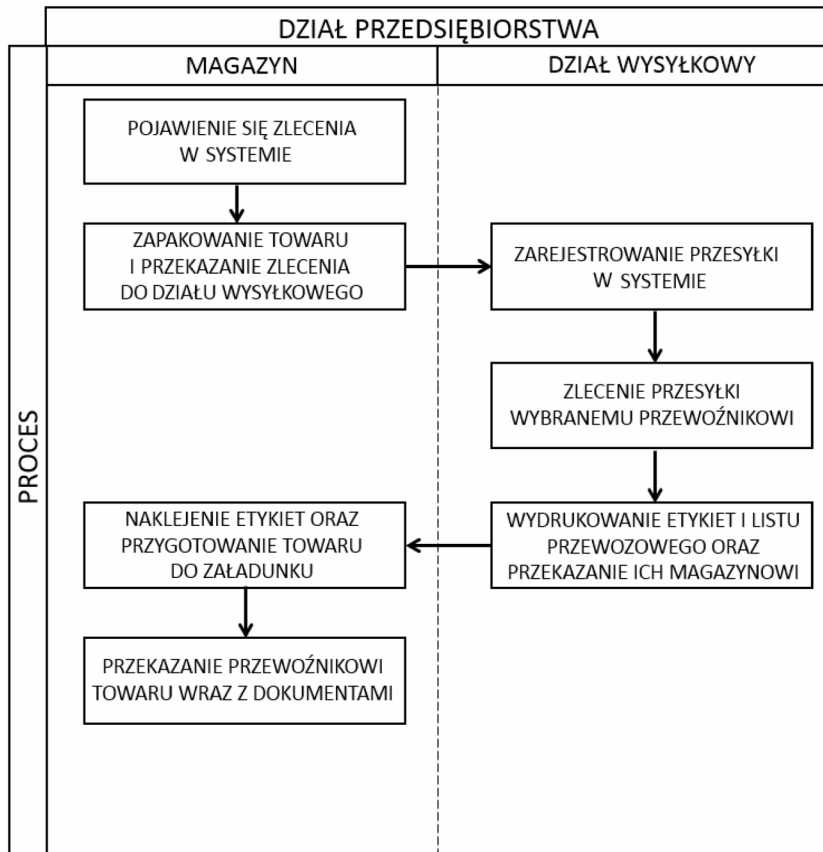 DZIAŁ PRZEDSIĘBIORSTWA
MAGAZYN
DZIAŁ WYSYŁKOWY
PROCES
POJAWIENIE SIĘ ZLECENIA
W SYSTEMIE
ZAPAKOWANIE TOWARU
I PRZEKAZANIE ZLECENIA
DO DZIAŁU WYSYŁKOWEGO
ZAREJESTROWANIE PRZESYŁKI
W SYSTEMIE
ZLECENIE PRZESYŁKI
WYBRANEMU PRZEWOŹNIKOWI
WYDRUKOWANIE ETYKIET I LISTU
PRZEWOZOWEGO ORAZ
PRZEKAZANIE ICH MAGAZYNOWI
NAKLEJENIE ETYKIET ORAZ
PRZYGOTOWANIE TOWARU
DO ZAŁADUNKU
PRZEKAZANIE PRZEWOŹNIKOWI
TOWARU WRAZ Z DOKUMENTAMI